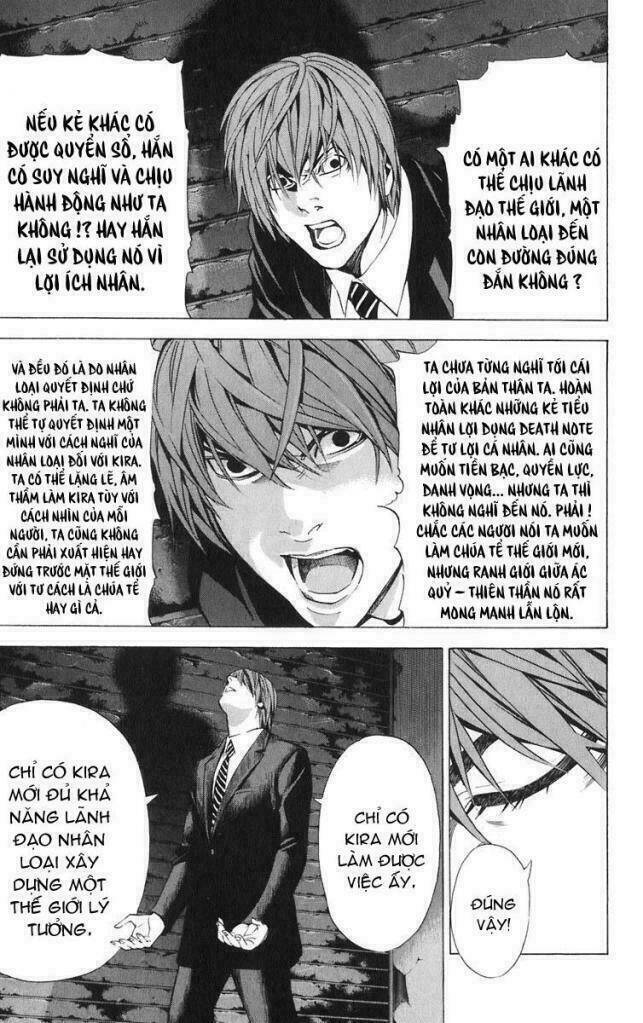 CÓ MỘT AI KHÁC CÓ
THỂ CHỊU LÃNH
ĐẠO THẾ GIỚI, MỘT
NHÂN LOẠI ĐẾN
CON ĐƯỜNG ĐÚNG
ĐẮN KHÔNG ?
NẾU KẺ KHÁC CÓ
ĐƯỢC QUYỂN SỔ, HẮN
CÓ SUY NGHĨ VÀ CHỊU
HÀNH ĐỘNG NHƯ TA
KHÔNG !? HAY HẮN
LẠI SỬ DỤNG NÓ VÌ
LỢI ÍCH NHÂN.
TA CHƯA TỪNG NGHĨ TỚI CÁI
LỢI CỦA BẢN THÂN TA. HOÀN
TOÀN KHÁC NHỮNG KẺ TIỂU
NHÂN LỢI DỤNG DEATH NOTE
ĐỂ TƯ LỢI CÁ NHÂN. AI CŨNG
MUỐN TIỀN BẠC, QUYỀN LỰC,
DANH VỌNG... NHƯNG TA THÌ
KHÔNG NGHĨ ĐẾN NÓ. PHẢI !
CHẮC CÁC NGƯỜI NÓI TA MUỐN
LÀM CHÚA TỂ THẾ GIỚI MỚI,
NHƯNG RANH GIỚI GIỮA ÁC
QUỶ – THIÊN THẦN NÓ RẤT
MONG MANH LẪN LỘN.
VÀ ĐỀU ĐÓ LÀ DO NHÂN
LOẠI QUYẾT ĐỊNH CHỨ
KHÔNG PHẢI TA. TA KHÔNG
THỂ TỰ QUYẾT ĐỊNH MỘT
MÌNH VỚI CÁCH NGHĨ CỦA
NHÂN LOẠI ĐỐI VỚI KIRA.
TA CÓ THỂ LẶNG LẼ, ÂM
THẦM LÀM KIRA TÙY VỚI
CÁCH NHÌN CỦA MỖI
NGƯỜI, TA CŨNG KHÔNG
CẦN PHẢI XUẤT HIỆN HAY
ĐỨNG TRƯỚC MẶT THẾ GIỚI
VỚI TƯ CÁCH LÀ CHÚA TỂ
HAY GÌ CẢ.
ĐÚNG
VẬY!
CHỈ CÓ
KIRA MỚI
LÀM ĐƯỢC
VIỆC ẤY.
CHỈ CÓ KIRA
MỚI ĐỦ KHẢ
NĂNG LÃNH
ĐẠO NHÂN
LOẠI XÂY
DỰNG MỘT
THẾ GIỚI LÝ
TƯỞNG.